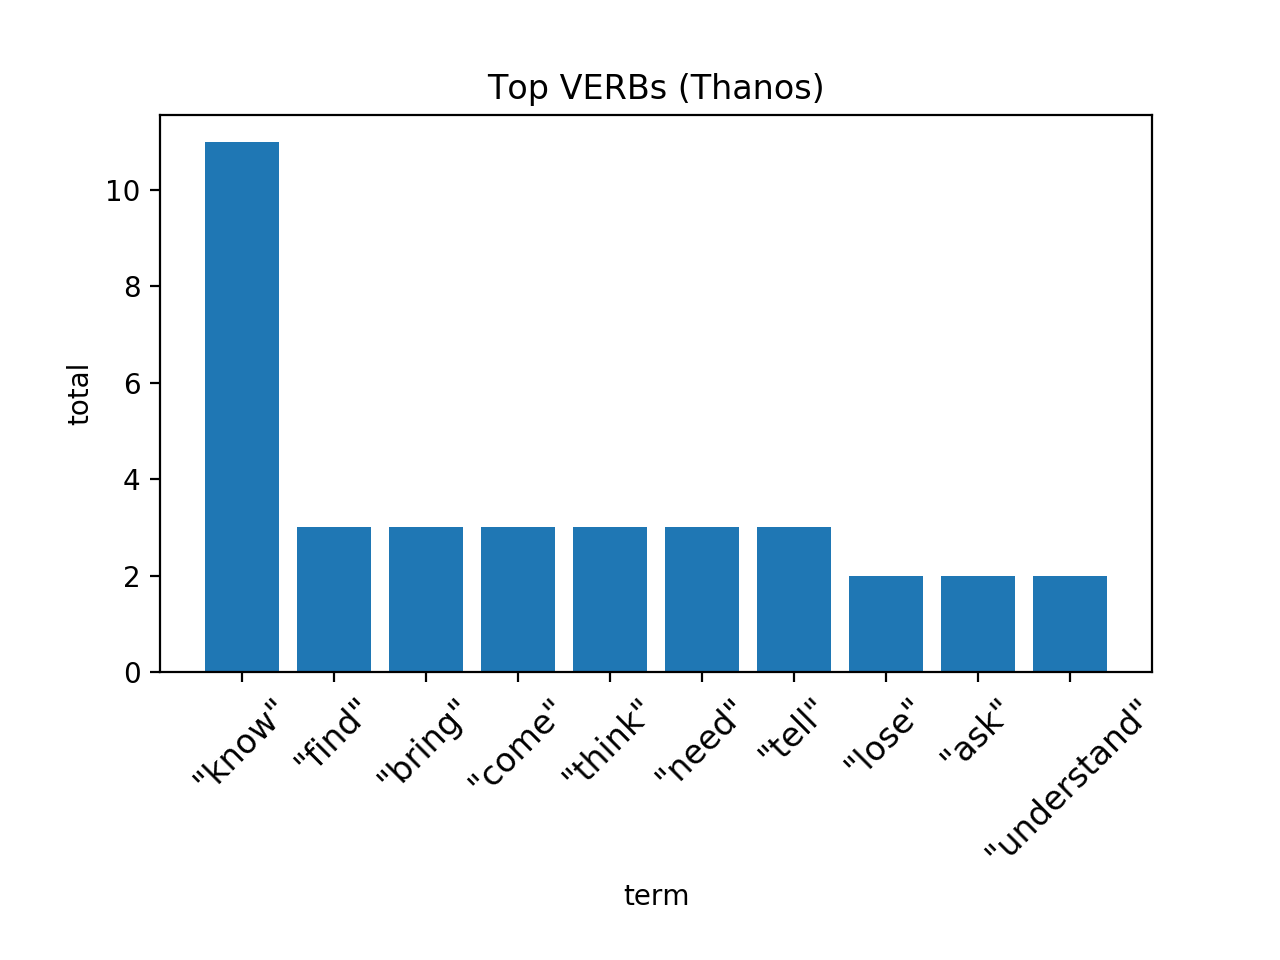 Top VERBs (Thanos)
total
10
8
6
4
2
0
"know"
"find"
"bring"
"come"
"think"
"need"
"tell"
"lose"
"ask"
"understand"
term